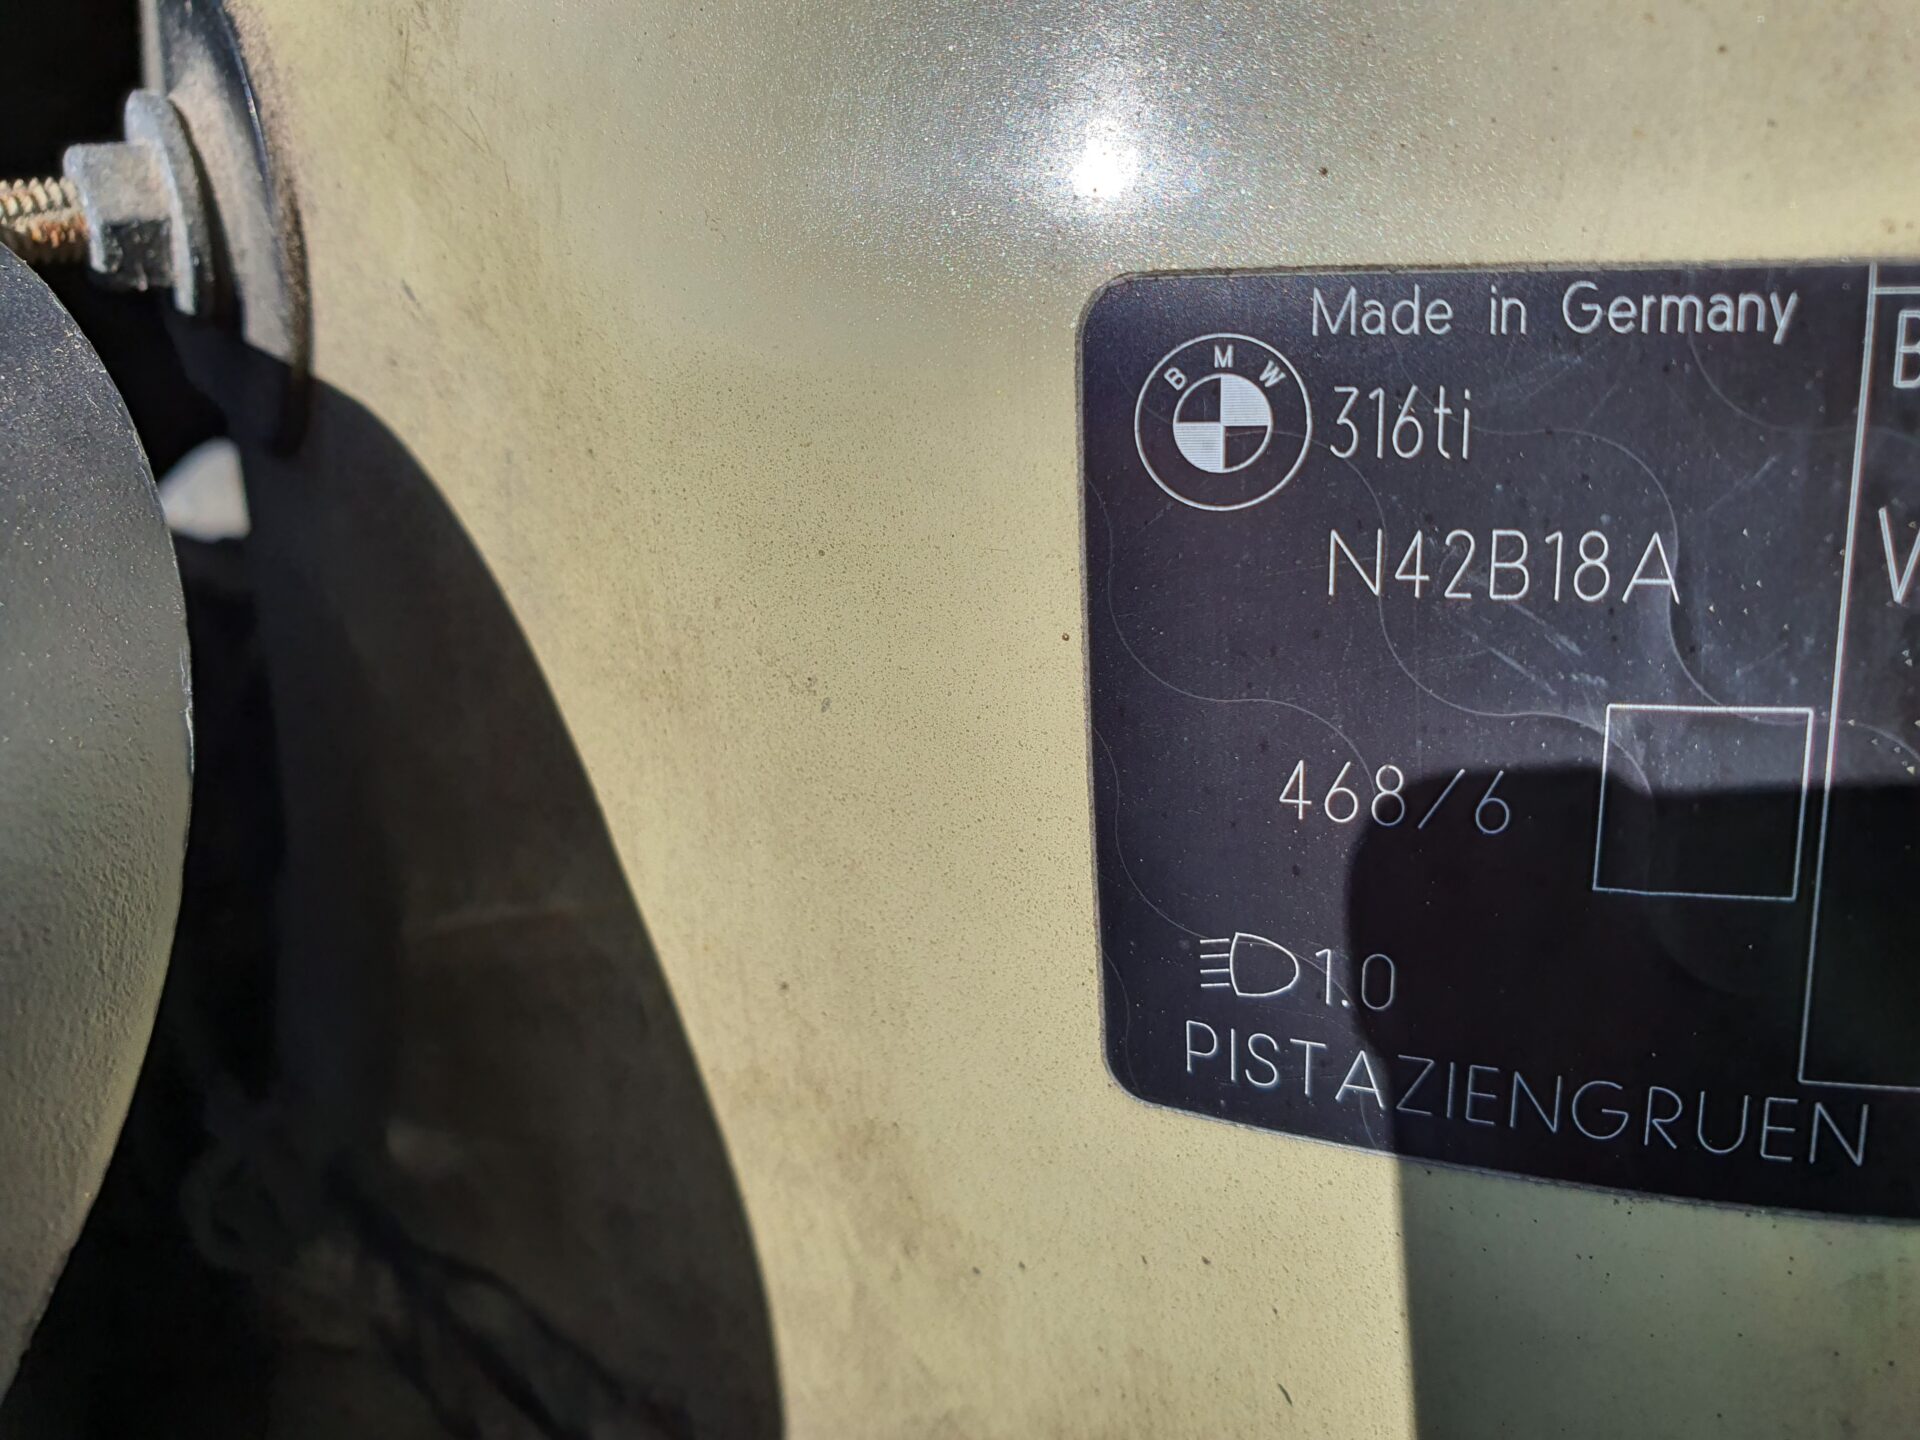 Made in Germany
BMW
316ti
N42B18A
468/6
1.0
PISTAZIENGRUEN